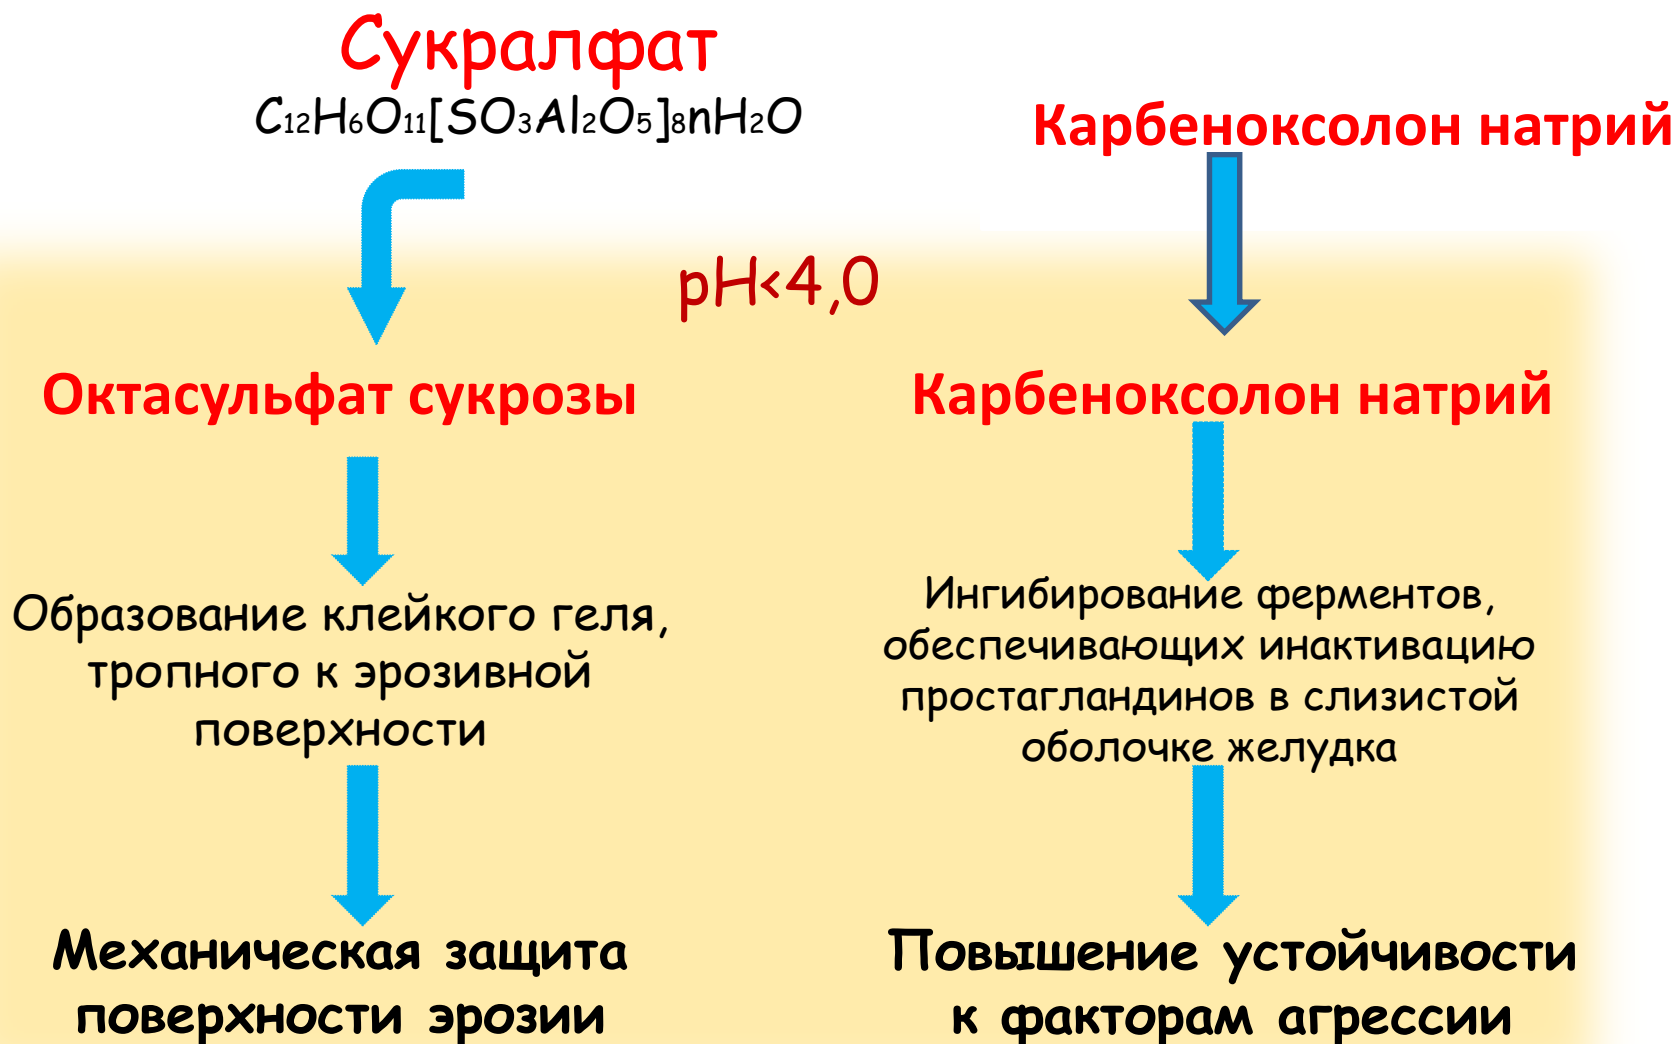 Сукралфат
C₁₂H₆O₁₁[SO₃Al₂O₅]₈nH₂O
Карбеноксолон натрий
pH<4,0
Октасульфат сукрозы
Карбеноксолон натрий
Образование клейкого геля,
тропного к эрозивной
поверхности
Ингибирование ферментов,
обеспечивающих инактивацию
простагландинов в слизистой
оболочке желудка
Механическая защита
поверхности эрозии
Повышение устойчивости
к факторам агрессии